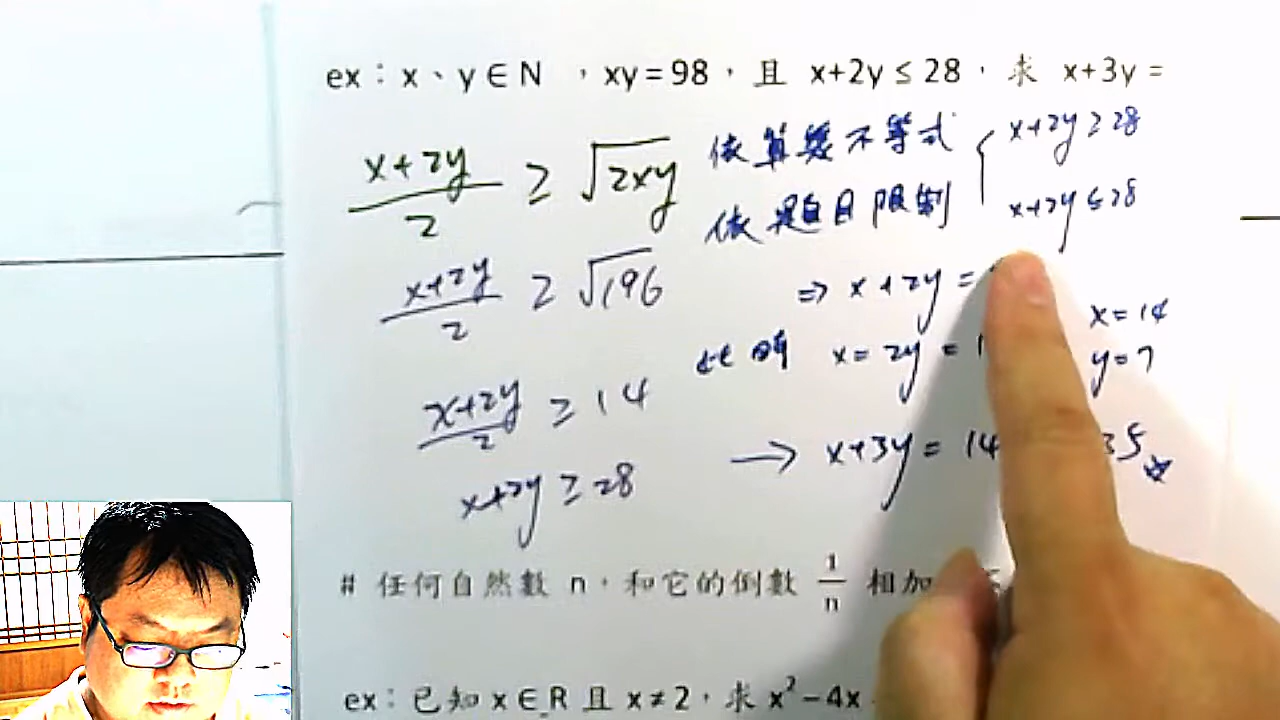 ex：x、y∈N ，xy=98，且 x+2y≤28，求 x+3y=
(x+2y)/2 ≥ √2xy
(x+2y)/2 ≥ √196
(x+2y)/2 ≥ 14
x+2y ≥ 28
依算幾不等式 x+2y ≥ 28
依題目限制 x+2y ≤ 28
⇒ x+2y =
此時 x = 2y = 1
x=14
y=7
→ x+3y = 14 35
# 任何自然數 n，和它的倒數 1/n 相加
ex：已知 x∈R 且 x≠2，求 x²−4x